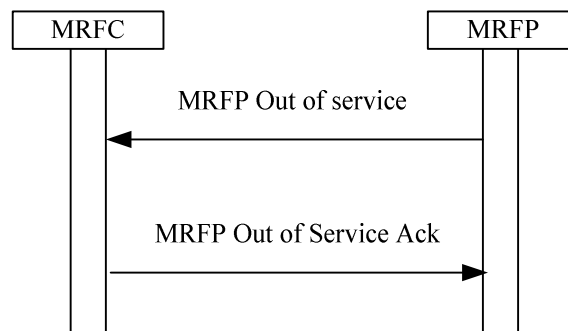 MRFC
MRFP
MRFP Out of service
MRFP Out of Service Ack